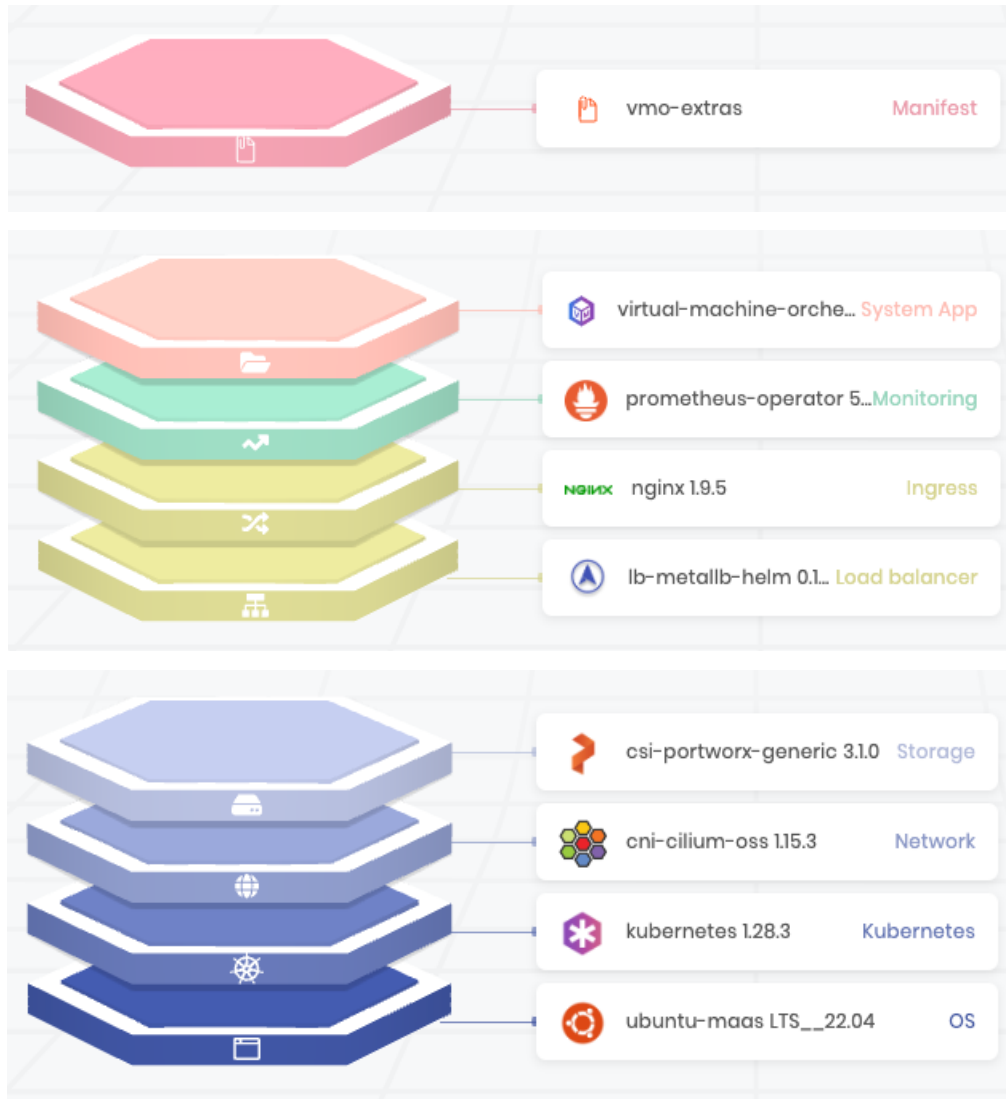 vmo-extras Manifest
virtual-machine-orche... System App
prometheus-operator 5...Monitoring
NGINX nginx 1.9.5 Ingress
lb-metallb-helm 0.1... Load balancer
csi-portworx-generic 3.1.0 Storage
cni-cilium-oss 1.15.3 Network
kubernetes 1.28.3 Kubernetes
ubuntu-maas LTS__22.04 OS